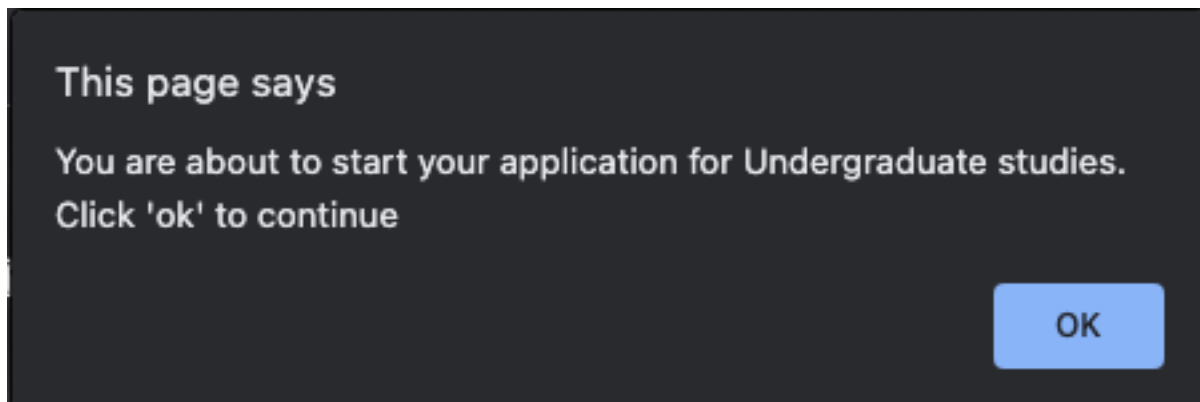 This page says
You are about to start your application for Undergraduate studies.
Click 'ok' to continue
OK